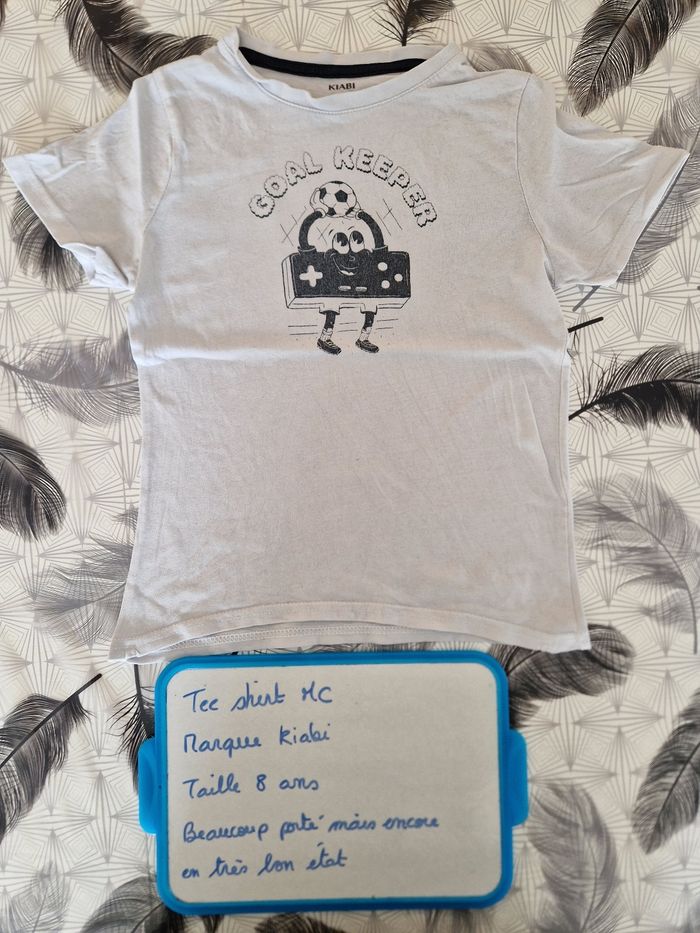 KIABI
GOAL KEEPER
Tee shirt MC
Marque Kiabi
Taille 8 ans
Beaucoup porté mais encore
en très bon état